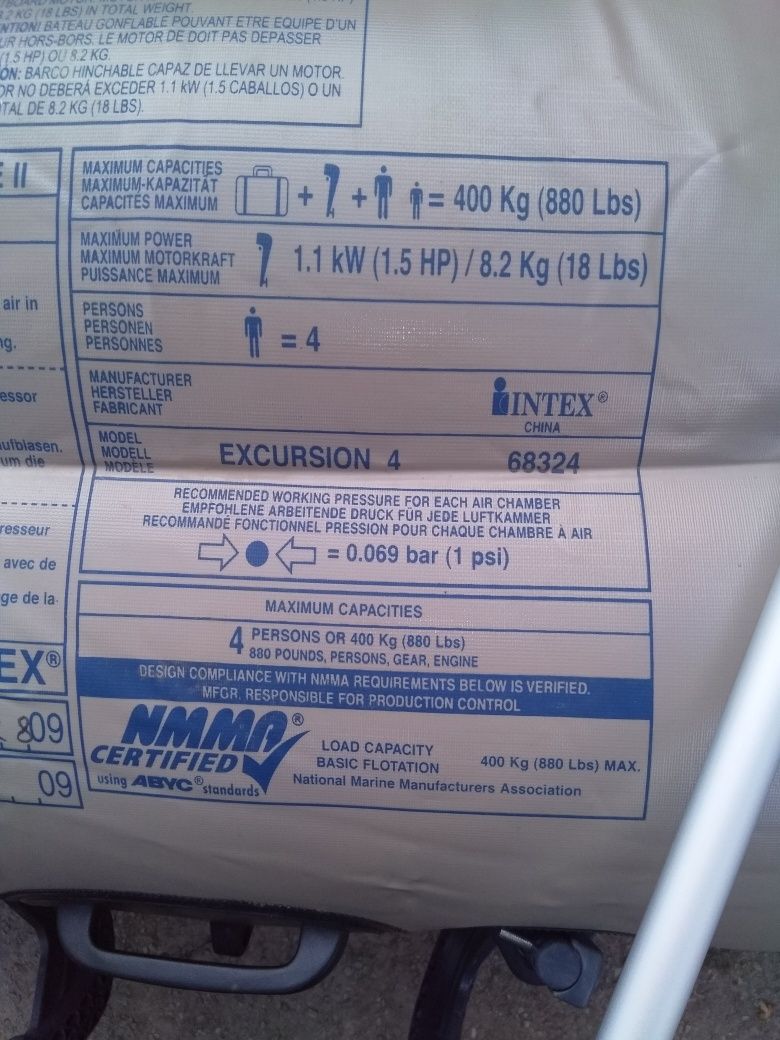 3.2 KG (18 LBS) IN TOTAL WEIGHT.
NTION! BATEAU GONFLABLE POUVANT ETRE EQUIPE D'UN
UR HORS-BORS. LE MOTOR DE DOIT PAS DEPASSER
(1.5 HP) OU 8.2 KG.
ON: BARCO HINCHABLE CAPAZ DE LLEVAR UN MOTOR.
OR NO DEBERÁ EXCEDER 1.1 kW (1.5 CABALLOS) O UN
TAL DE 8.2 KG (18 LBS).
E II
air in
ng.
essor
ufblasen.
um die
resseur
avec de
ge de la
EX®
809
09
MAXIMUM CAPACITIES
MAXIMUM-KAPAZITÄT
CAPACITÉS MAXIMUM
+ + = 400 Kg (880 Lbs)
MAXIMUM POWER
MAXIMUM MOTORKRAFT
PUISSANCE MAXIMUM
1.1 kW (1.5 HP) / 8.2 Kg (18 Lbs)
PERSONS
PERSONEN
PERSONNES
= 4
MANUFACTURER
HERSTELLER
FABRICANT
INTEX®
CHINA
MODEL
MODELL
MODÈLE
EXCURSION 4 68324
RECOMMENDED WORKING PRESSURE FOR EACH AIR CHAMBER
EMPFOHLENE ARBEITENDE DRUCK FÜR JEDE LUFTKAMMER
RECOMMANDÉ FONCTIONNEL PRESSION POUR CHAQUE CHAMBRE À AIR
= 0.069 bar (1 psi)
MAXIMUM CAPACITIES
4 PERSONS OR 400 Kg (880 Lbs)
880 POUNDS, PERSONS, GEAR, ENGINE
DESIGN COMPLIANCE WITH NMMA REQUIREMENTS BELOW IS VERIFIED.
MFGR. RESPONSIBLE FOR PRODUCTION CONTROL
NMMA®
CERTIFIED
using ABYC® standards
LOAD CAPACITY
BASIC FLOTATION
400 Kg (880 Lbs) MAX.
National Marine Manufacturers Association